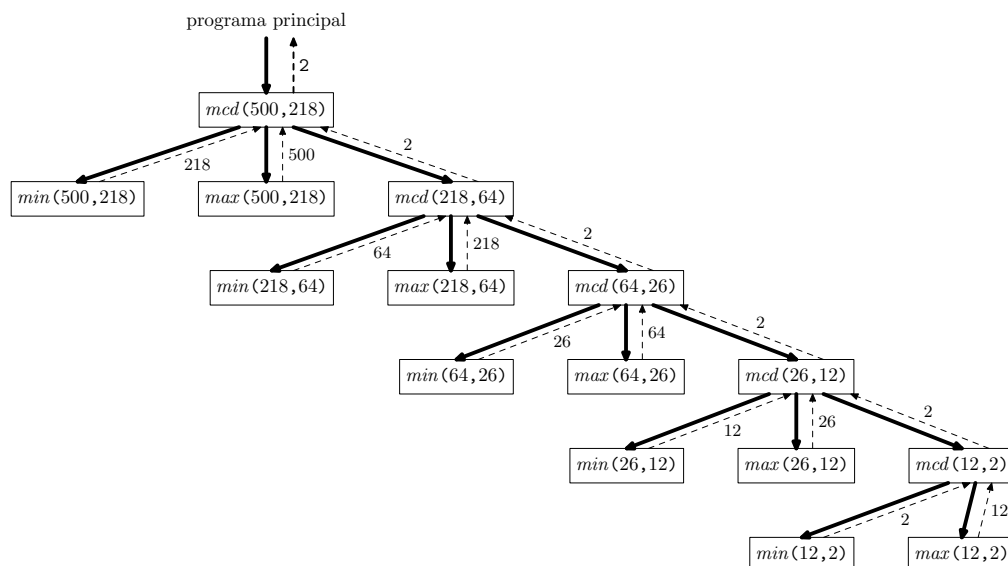 programa principal
2
mcd(500,218)
218
500
2
min(500,218)
max(500,218)
mcd(218,64)
64
218
2
min(218,64)
max(218,64)
mcd(64,26)
26
64
2
min(64,26)
max(64,26)
mcd(26,12)
12
26
2
min(26,12)
max(26,12)
mcd(12,2)
2
12
min(12,2)
max(12,2)